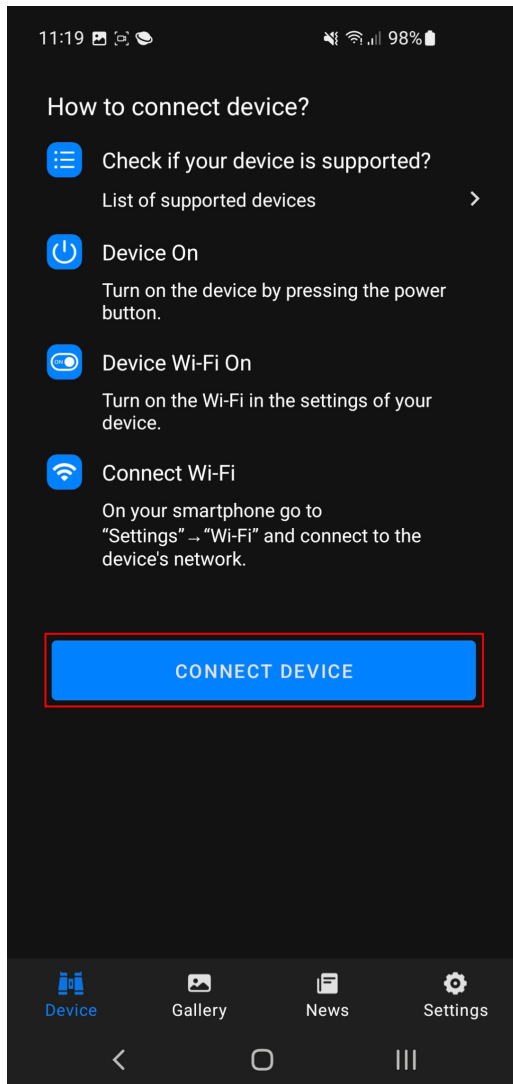 11:19 98%
How to connect device?
Check if your device is supported?
List of supported devices
Device On
Turn on the device by pressing the power
button.
ON
Device Wi-Fi On
Turn on the Wi-Fi in the settings of your
device.
Connect Wi-Fi
On your smartphone go to
“Settings”→“Wi-Fi” and connect to the
device's network.
CONNECT DEVICE
Device Gallery News Settings